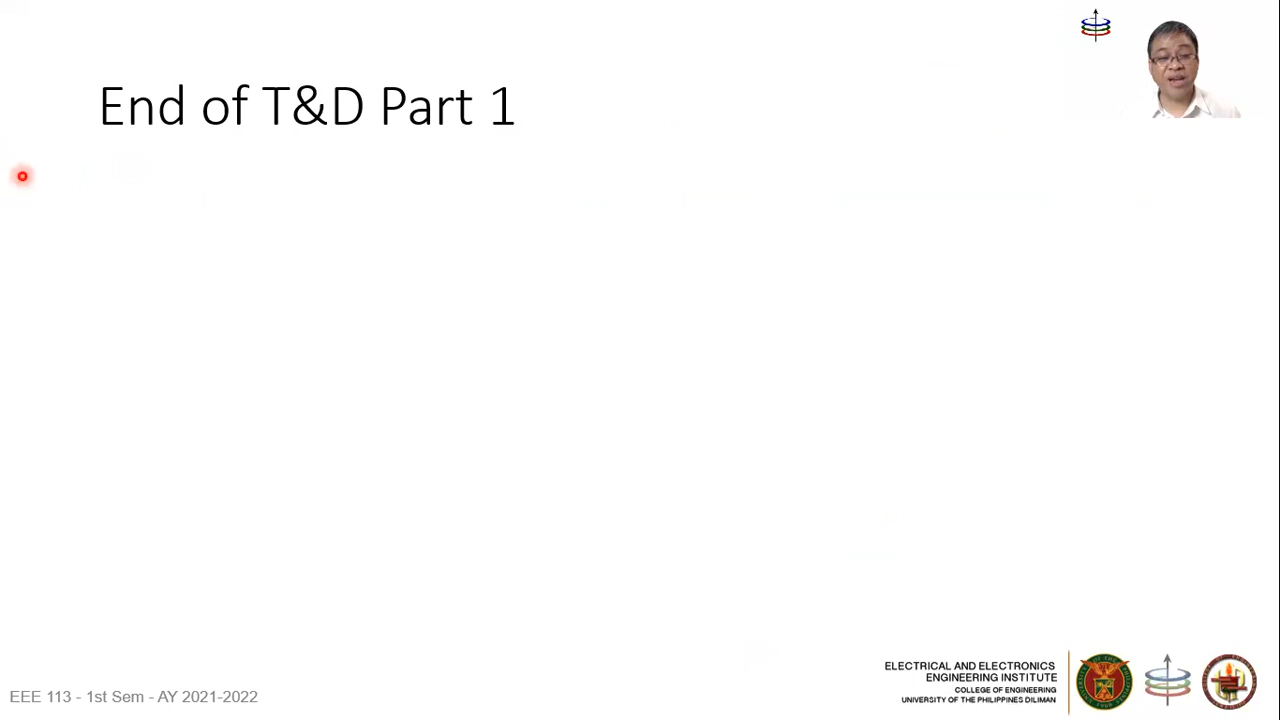 End of T&D Part 1
ELECTRICAL AND ELECTRONICS
ENGINEERING INSTITUTE
COLLEGE OF ENGINEERING
UNIVERSITY OF THE PHILIPPINES DILIMAN
EEE 113 - 1st Sem - AY 2021-2022